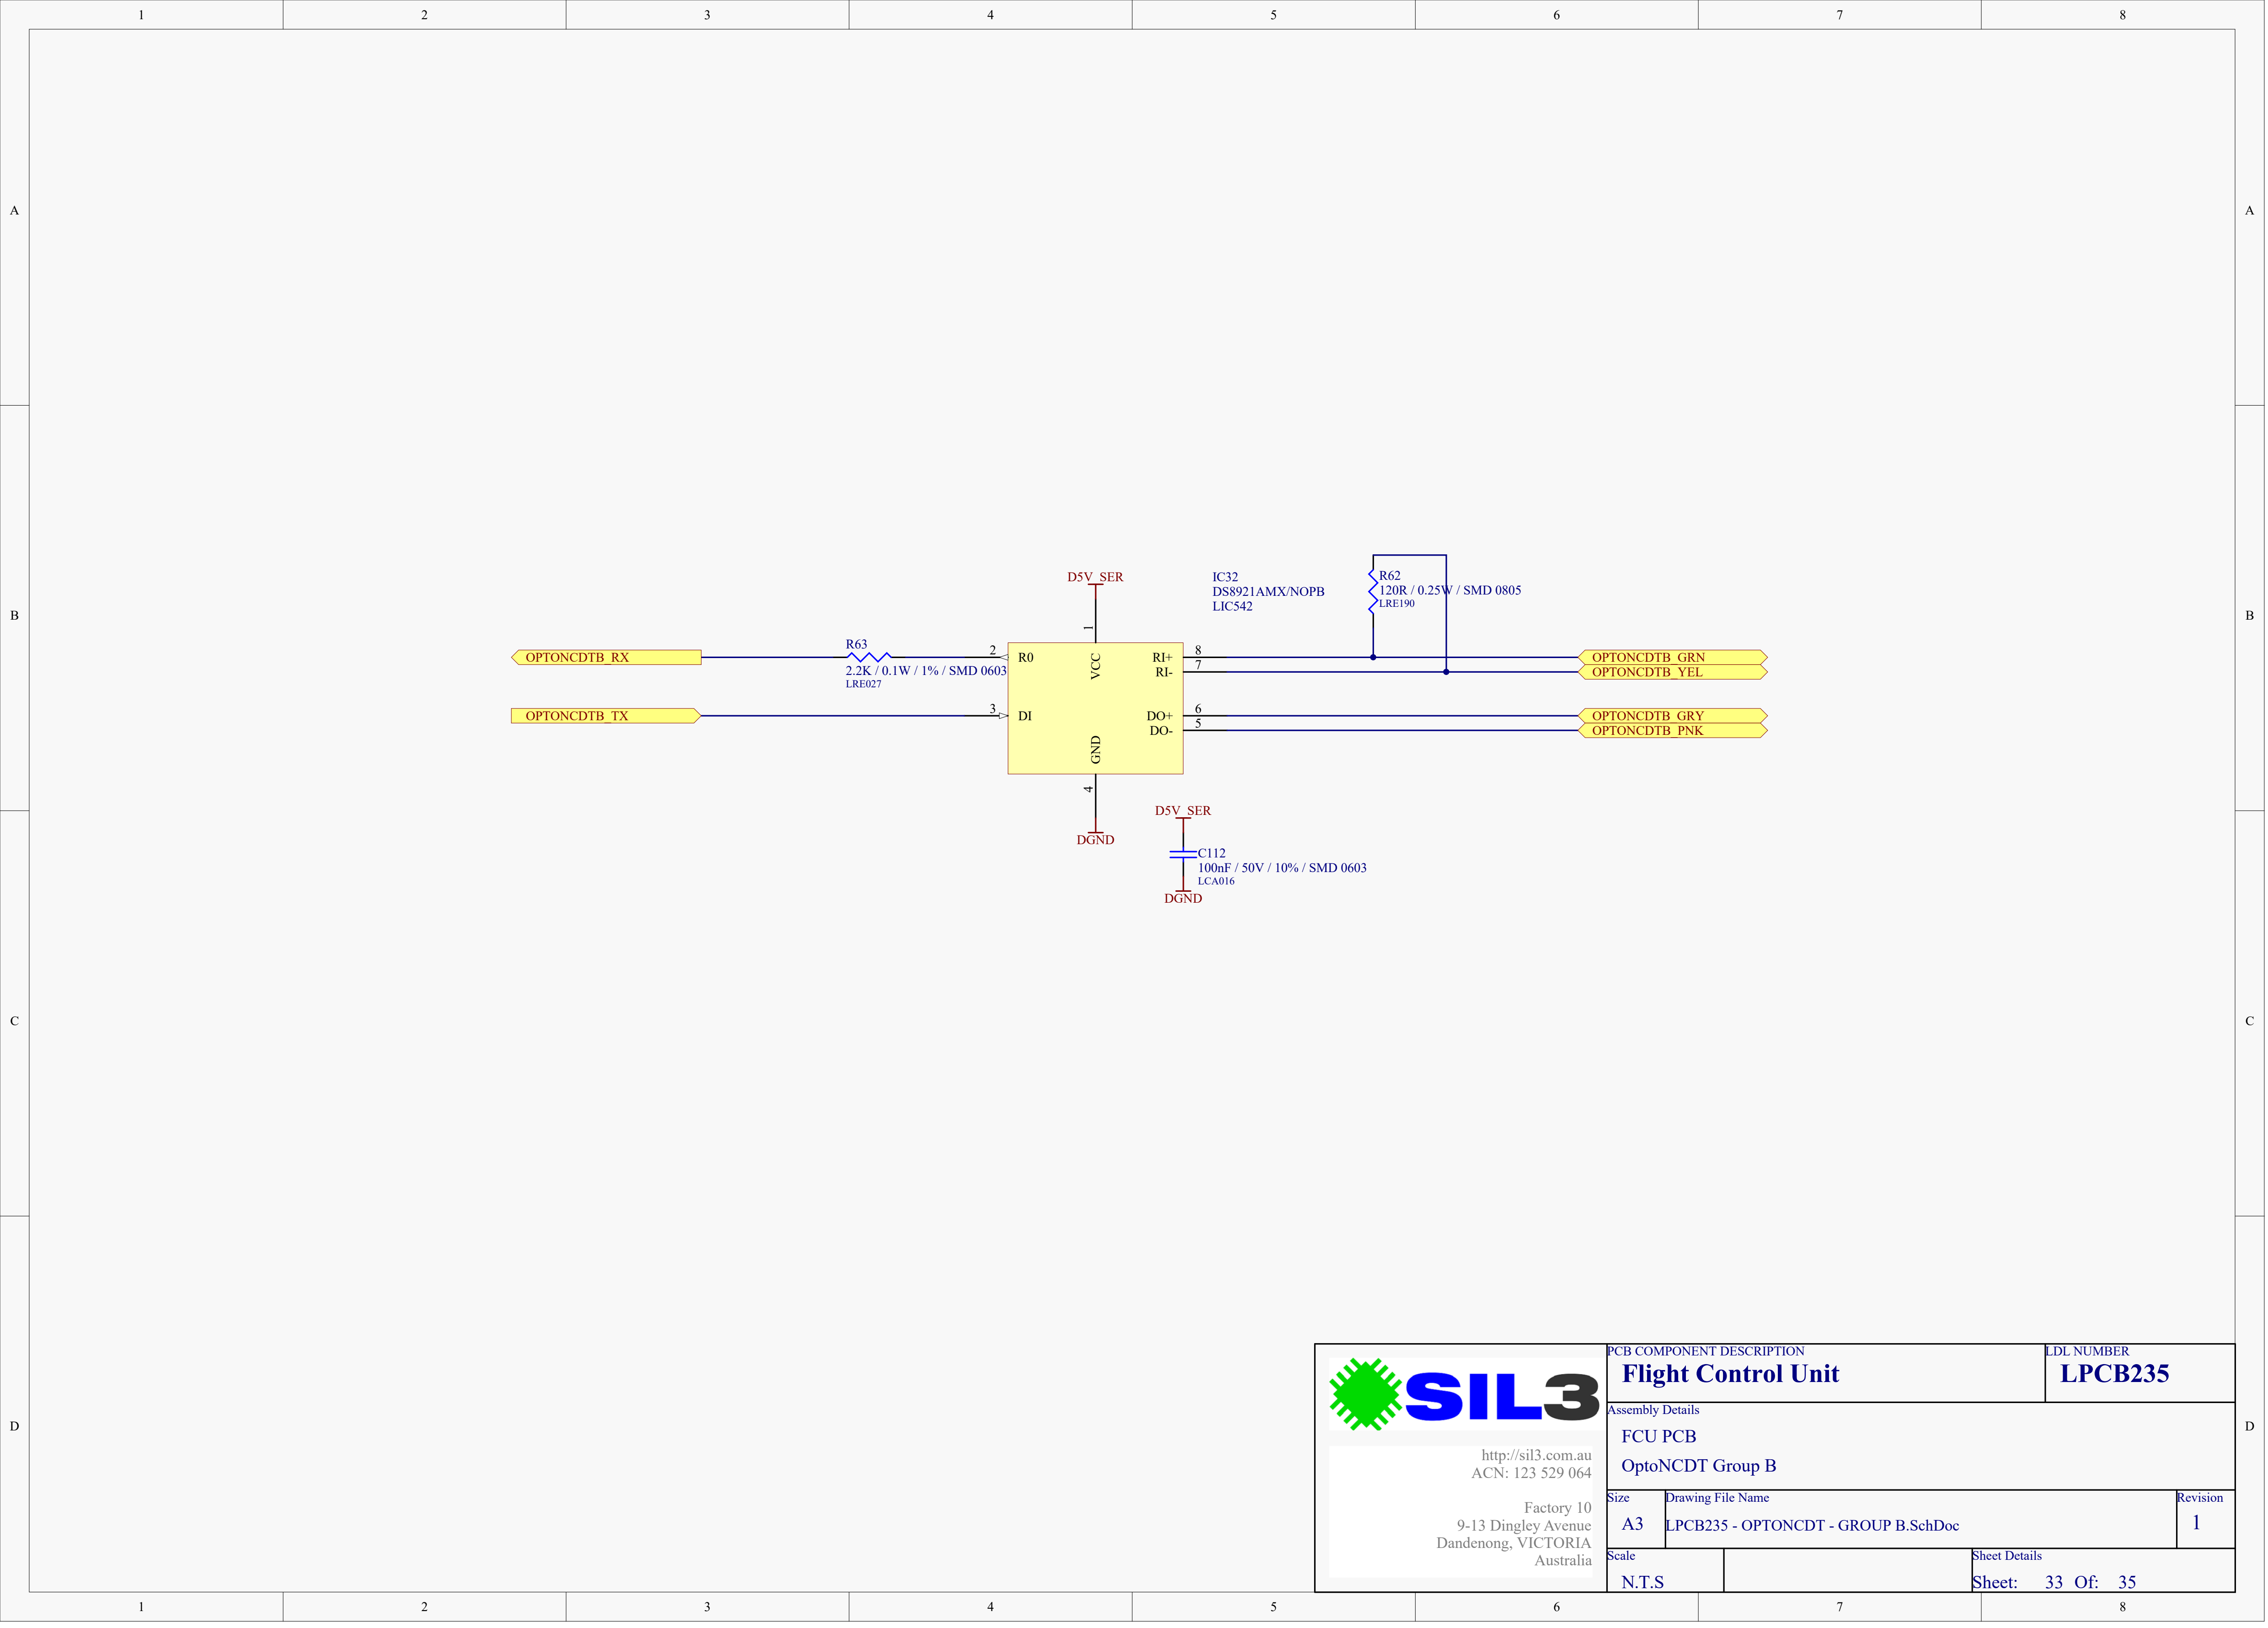 1 2 3 4 5 6 7 8
A A
B B
C C
D D
D5V_SER
IC32
DS8921AMX/NOPB
LIC542
R62
120R / 0.25W / SMD 0805
LRE190
R63
2.2K / 0.1W / 1% / SMD 0603
LRE027
OPTONCDTB_RX
OPTONCDTB_TX
1
2
3
4
8
7
6
5
R0
DI
VCC
GND
RI+
RI-
DO+
DO-
OPTONCDTB_GRN
OPTONCDTB_YEL
OPTONCDTB_GRY
OPTONCDTB_PNK
DGND
D5V_SER
C112
100nF / 50V / 10% / SMD 0603
LCA016
DGND
SIL3
http://sil3.com.au
ACN: 123 529 064
Factory 10
9-13 Dingley Avenue
Dandenong, VICTORIA
Australia
PCB COMPONENT DESCRIPTION
Flight Control Unit
LDL NUMBER
LPCB235
Assembly Details
FCU PCB
OptoNCDT Group B
Size
A3
Drawing File Name
LPCB235 - OPTONCDT - GROUP B.SchDoc
Revision
1
Scale
N.T.S
Sheet Details
Sheet: 33 Of: 35
1 2 3 4 5 6 7 8